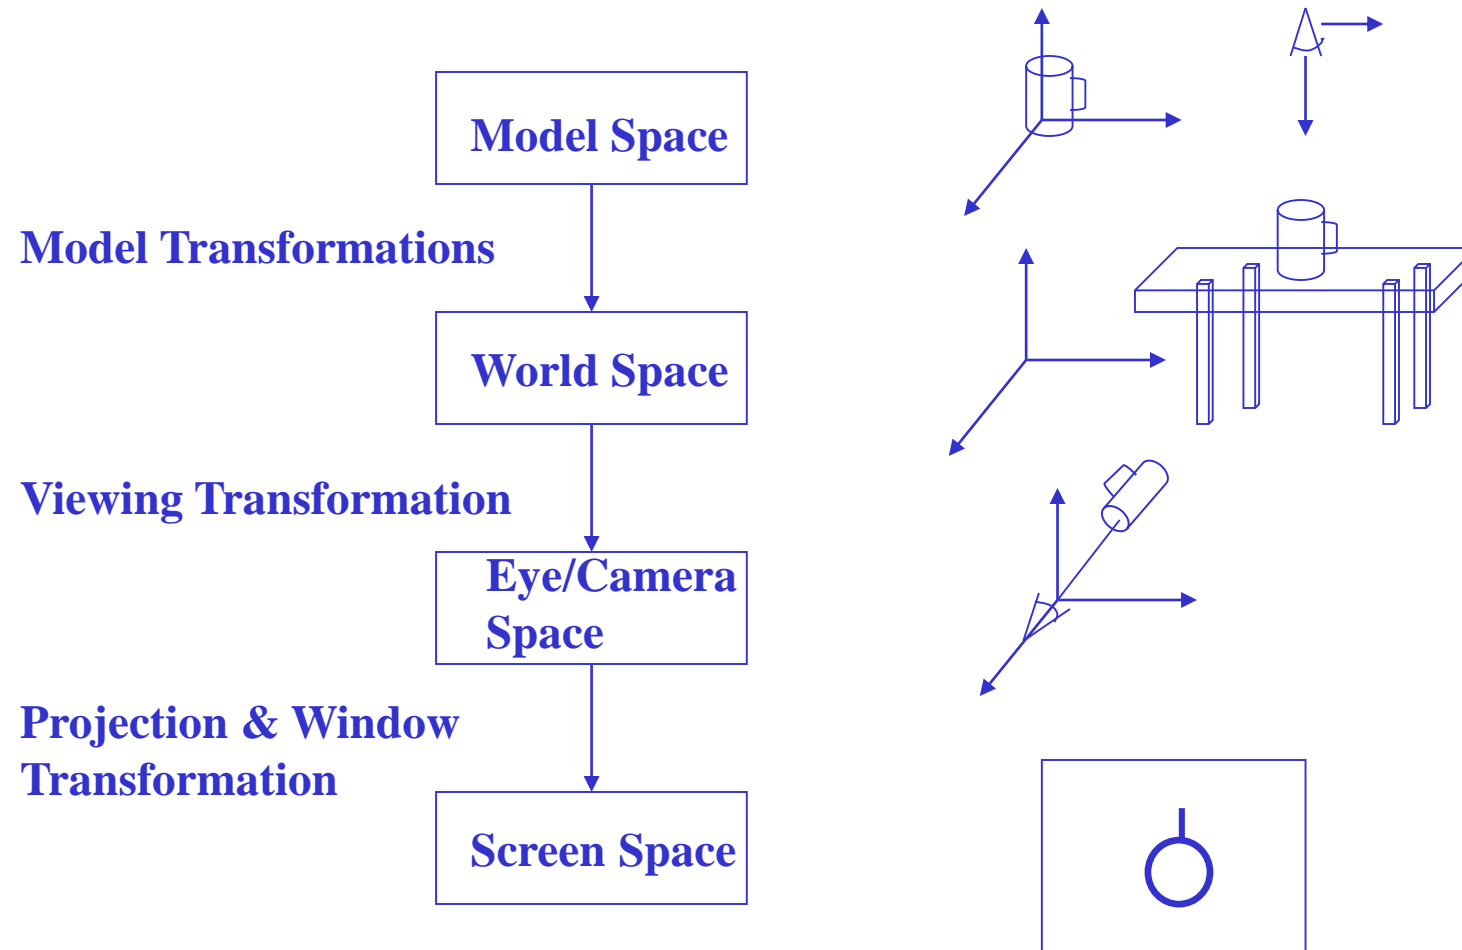 Model Space
Model Transformations
World Space
Viewing Transformation
Eye/Camera
Space
Projection & Window
Transformation
Screen Space